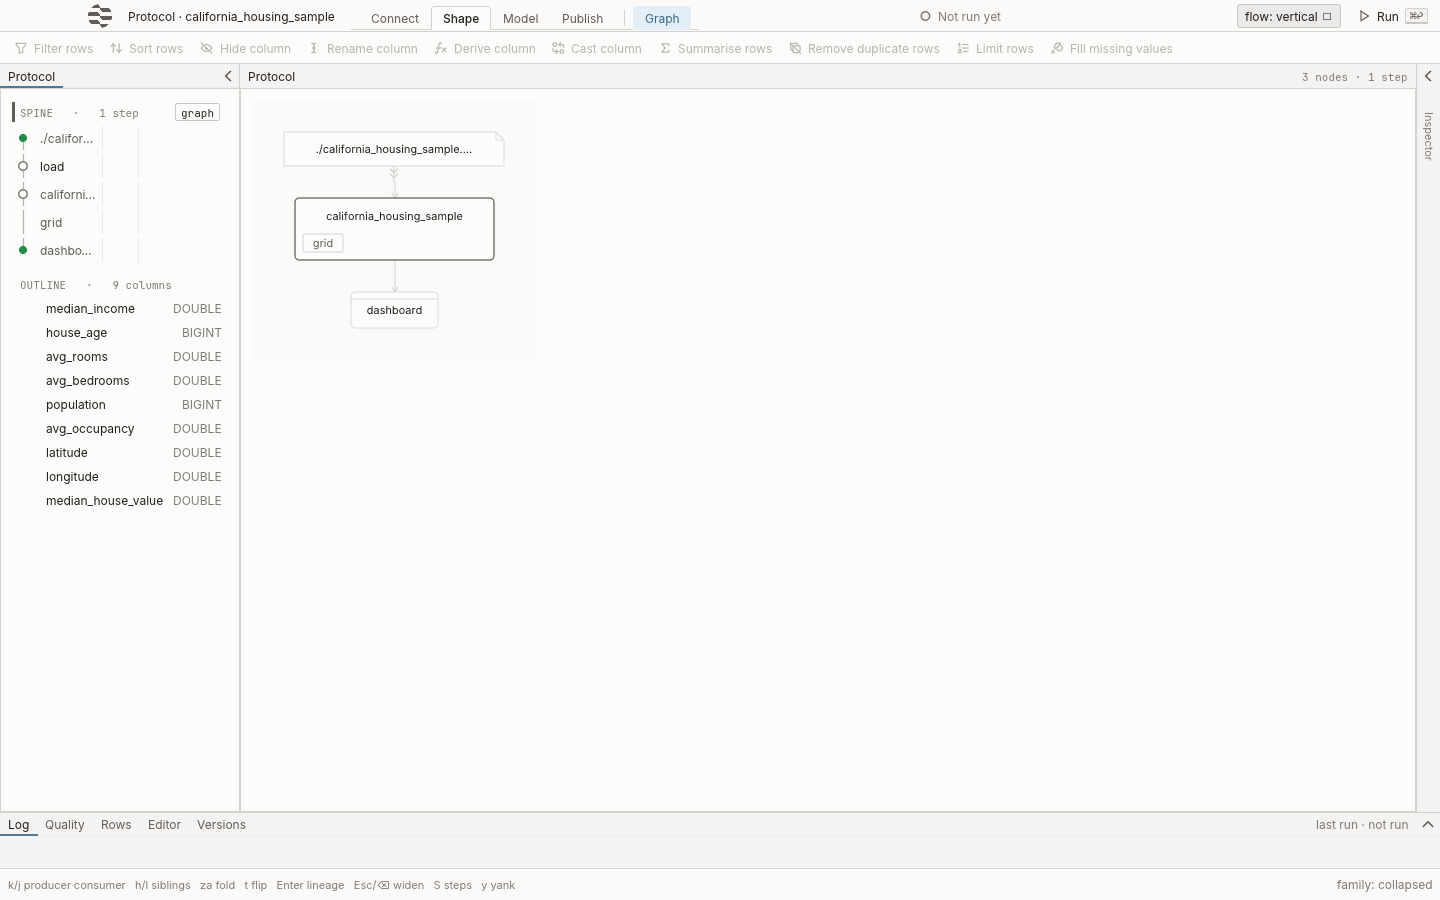 Protocol · california_housing_sample
Connect
Shape
Model
Publish
Graph
Not run yet
flow: vertical
Run
Filter rows
Sort rows
Hide column
Rename column
Derive column
Cast column
Summarise rows
Remove duplicate rows
Limit rows
Fill missing values
Protocol
Protocol
3 nodes · 1 step
SPINE · 1 step
graph
./califor...
load
californi...
grid
dashbo...
OUTLINE · 9 columns
median_income DOUBLE
house_age BIGINT
avg_rooms DOUBLE
avg_bedrooms DOUBLE
population BIGINT
avg_occupancy DOUBLE
latitude DOUBLE
longitude DOUBLE
median_house_value DOUBLE
./california_housing_sample....
california_housing_sample
grid
dashboard
Inspector
Log
Quality
Rows
Editor
Versions
last run · not run
k/j producer·consumer h/l siblings za fold t flip Enter lineage Esc/⌫ widen S steps y yank
family: collapsed